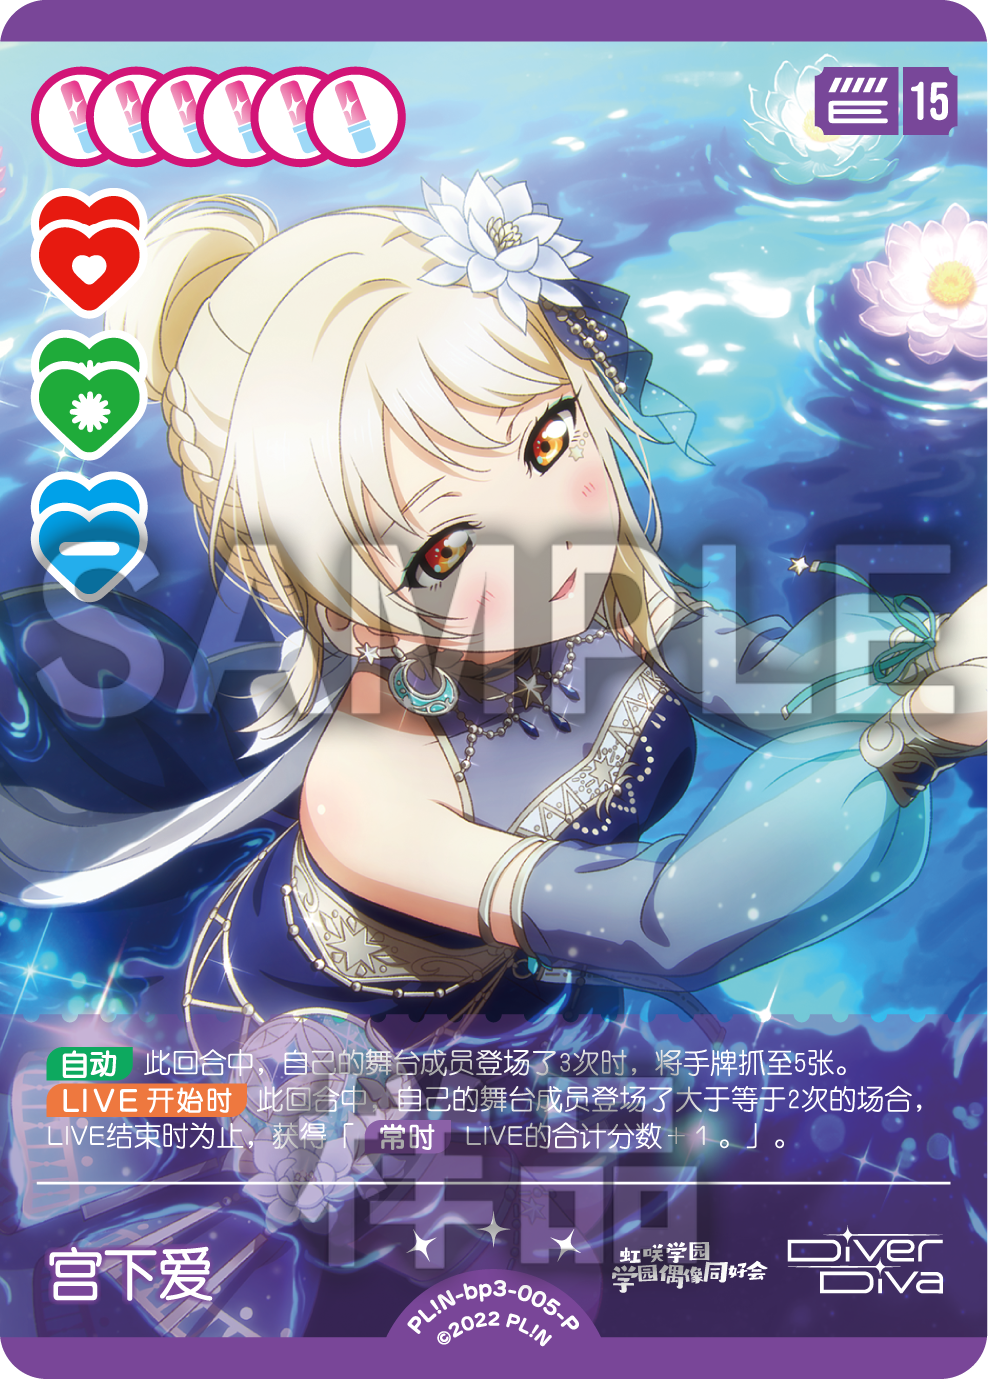 15
SAMPLE
自动 此回合中，自己的舞台成员登场了3次时，将手牌抓至5张。
LIVE 开始时 此回合中，自己的舞台成员登场了大于等于2次的场合，
LIVE结束时为止，获得「 常时 LIVE的合计分数＋1。」。
样品
宫下爱
虹咲学园
学园偶像同好会
DiVER
DiVA
PL!N-bp3-005-P
©2022 PL!N